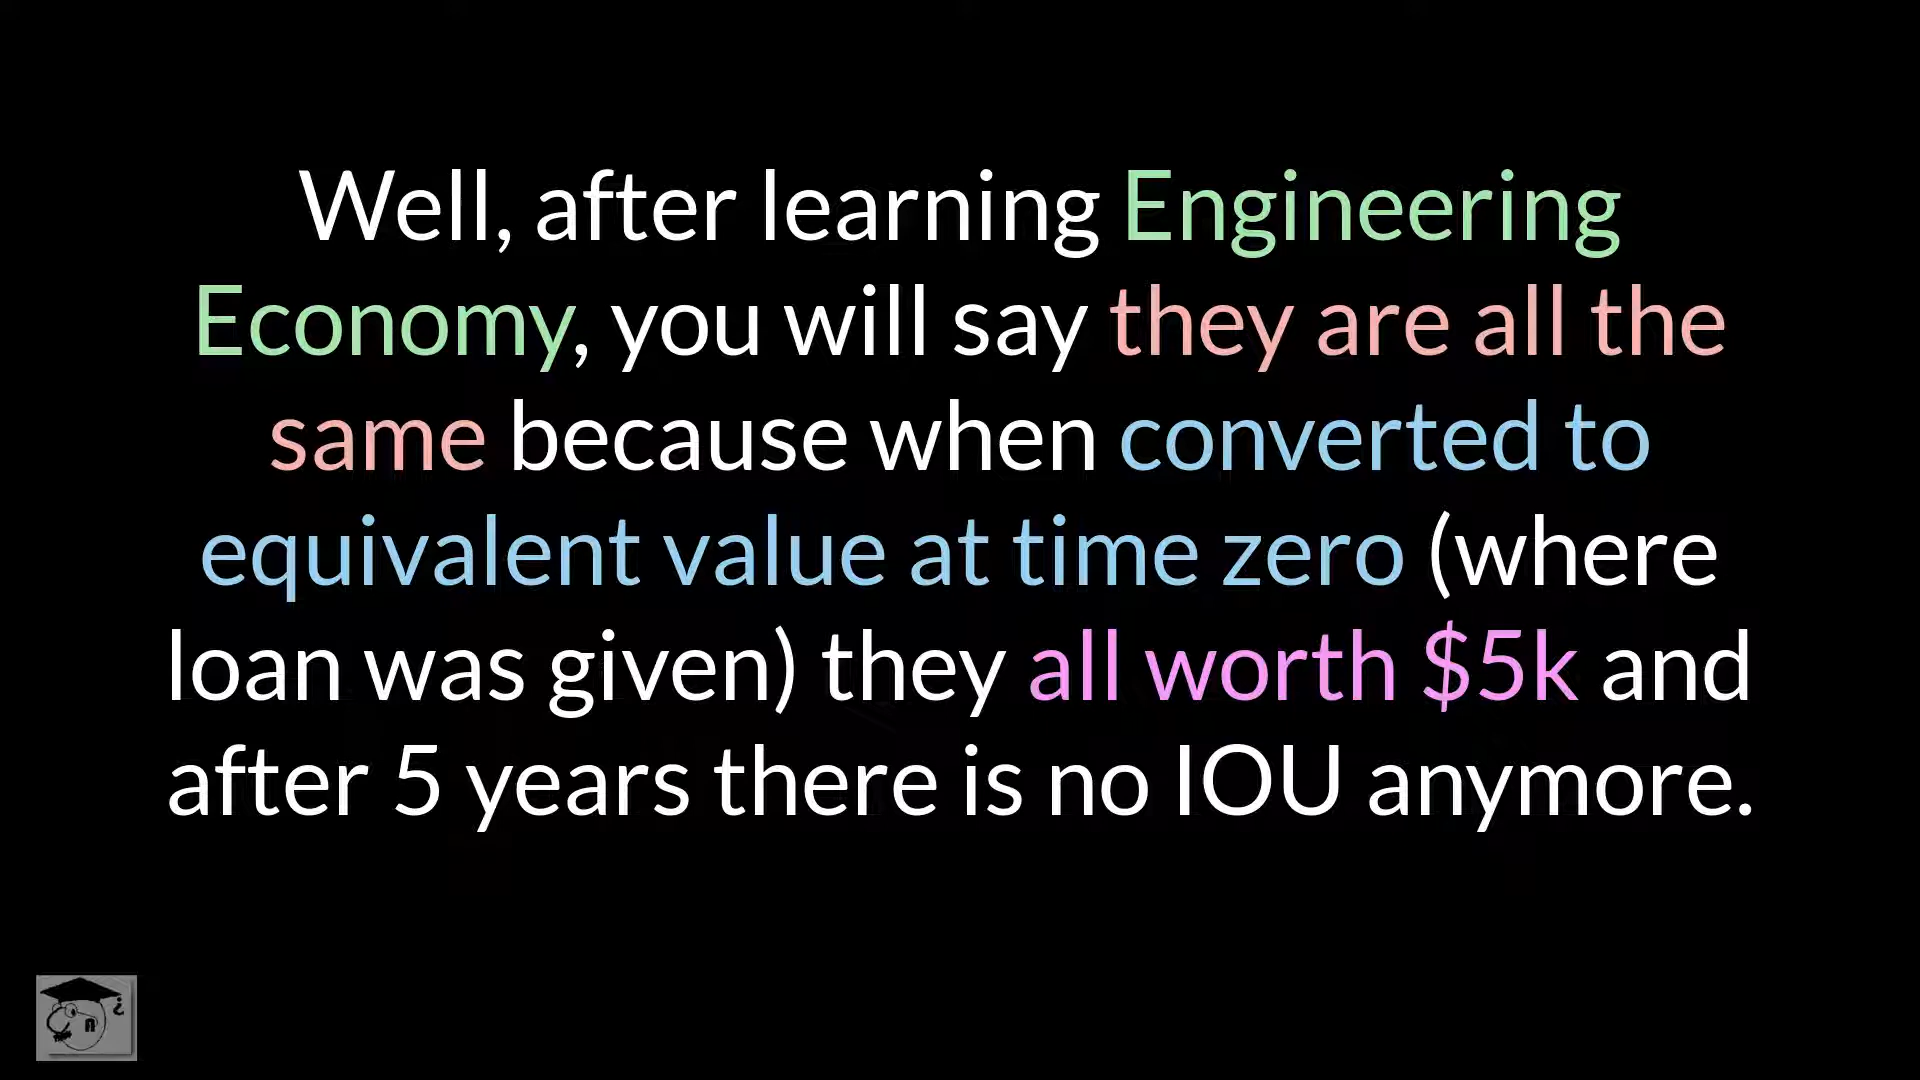 Well, after learning Engineering
Economy, you will say they are all the
same because when converted to
equivalent value at time zero (where
loan was given) they all worth $5k and
after 5 years there is no IOU anymore.